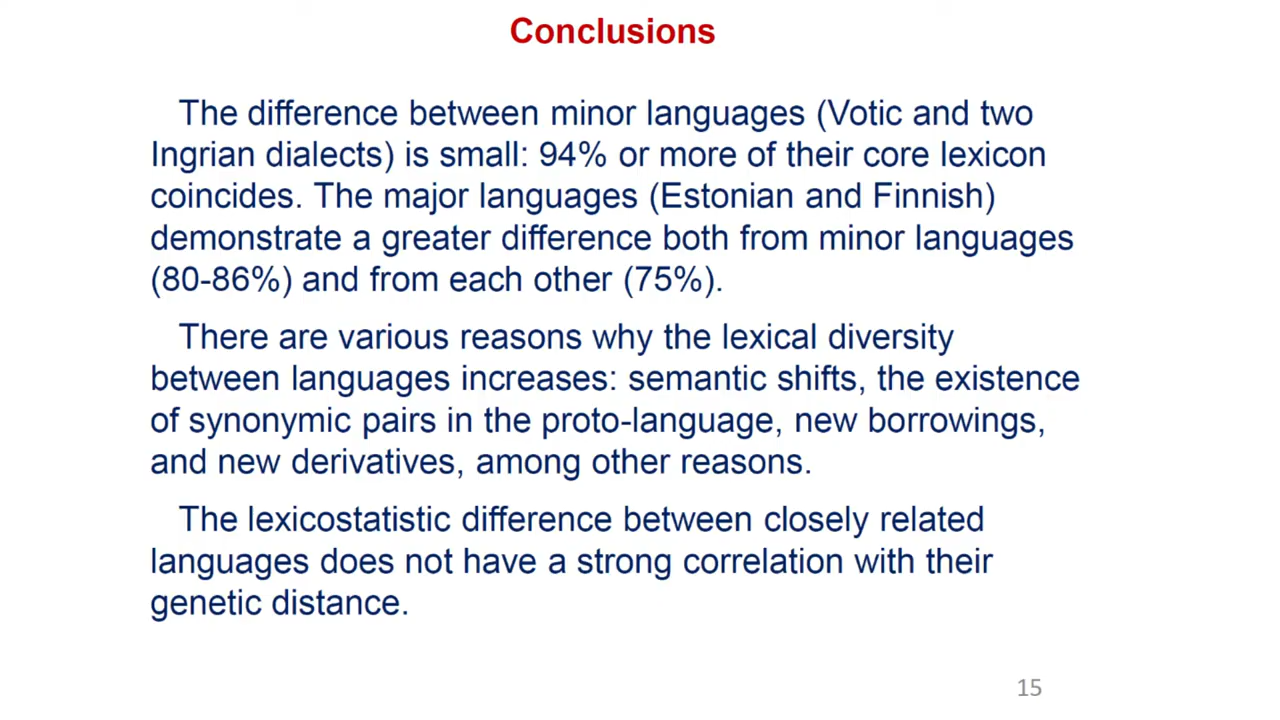 Conclusions
The difference between minor languages (Votic and two
Ingrian dialects) is small: 94% or more of their core lexicon
coincides. The major languages (Estonian and Finnish)
demonstrate a greater difference both from minor languages
(80-86%) and from each other (75%).
There are various reasons why the lexical diversity
between languages increases: semantic shifts, the existence
of synonymic pairs in the proto-language, new borrowings,
and new derivatives, among other reasons.
The lexicostatistic difference between closely related
languages does not have a strong correlation with their
genetic distance.
15